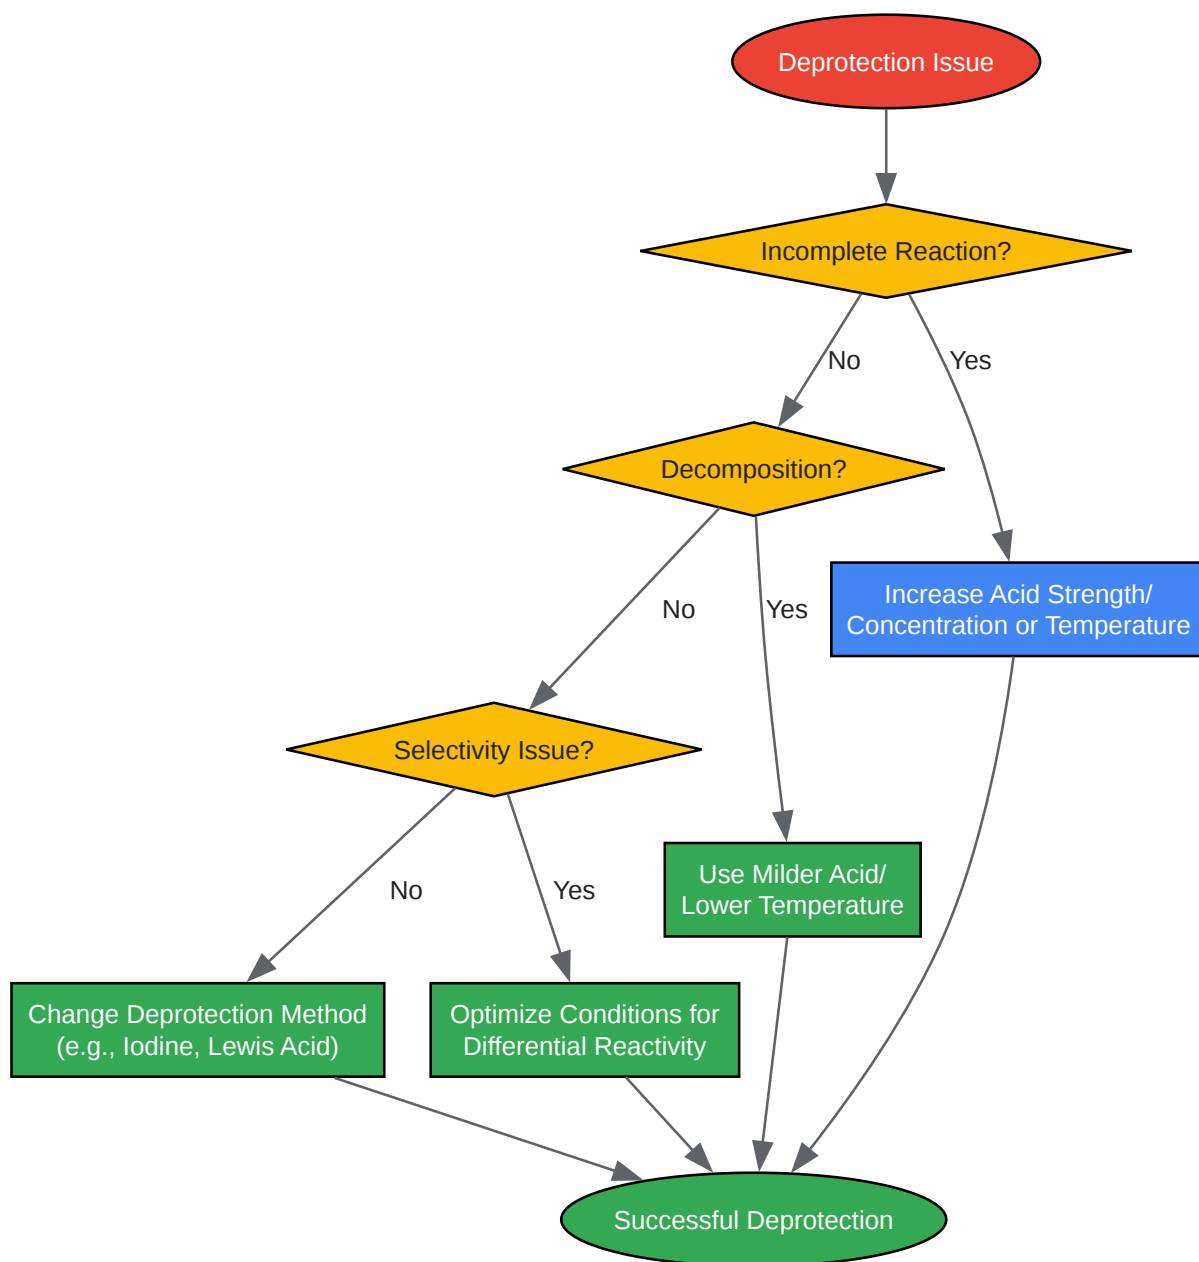 Deprotection Issue
Incomplete Reaction?
No
Yes
Decomposition?
No
Yes
Increase Acid Strength/
Concentration or Temperature
Selectivity Issue?
No
Yes
Use Milder Acid/
Lower Temperature
Change Deprotection Method
(e.g., Iodine, Lewis Acid)
Optimize Conditions for
Differential Reactivity
Successful Deprotection